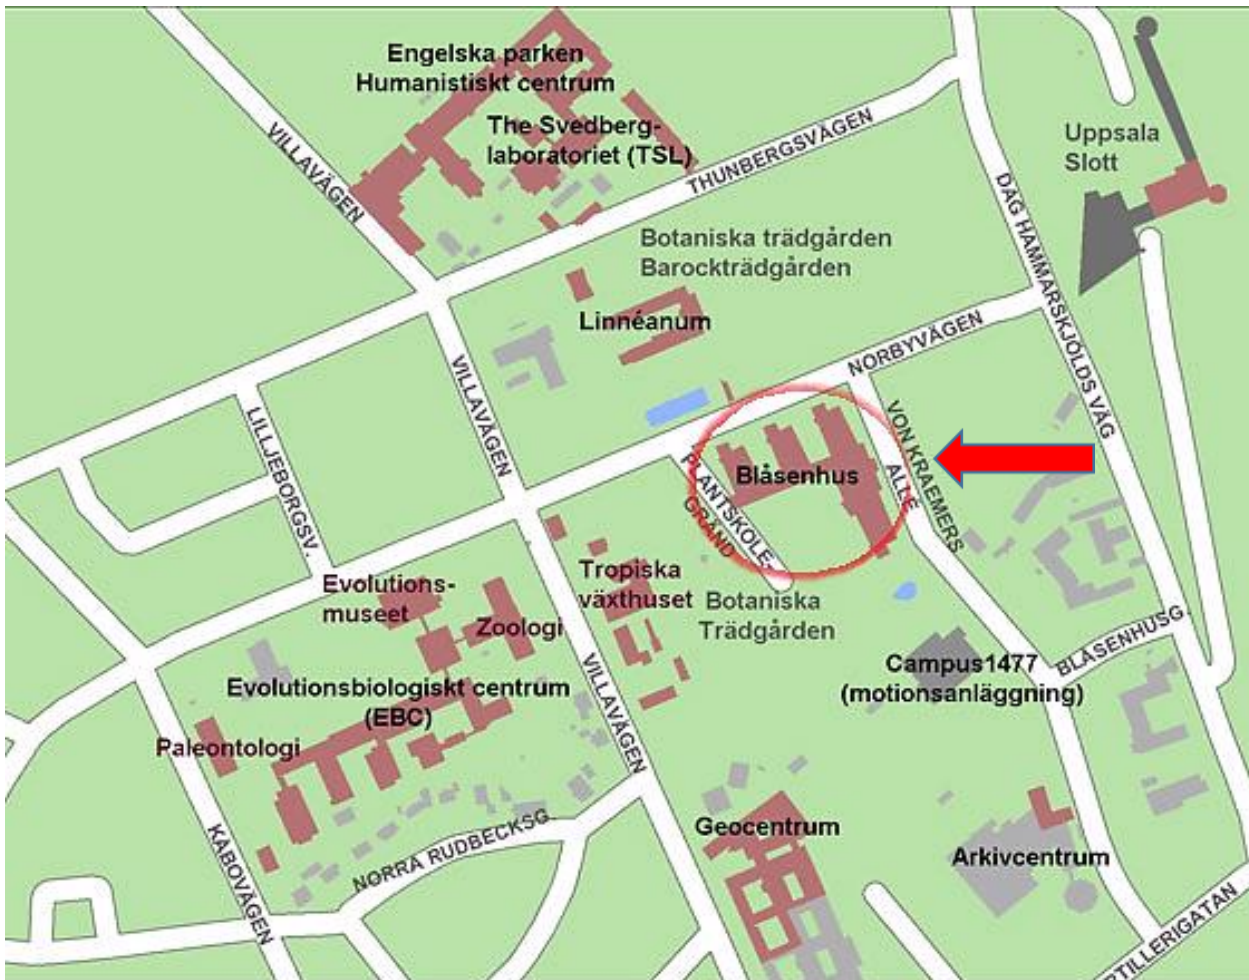 Engelska parken
Humanistiskt centrum
The Svedberg-
laboratoriet (TSL)
VILLAVÄGEN
THUNBERGSVÄGEN
Uppsala
Slott
DAG HAMMARSKJÖLDS VÄG
Botaniska trädgården
Barockträdgården
Linnéanum
NORBYVÄGEN
VILLAVÄGEN
LILLJEBORGSV.
VON KRAEMERS
ALLÉ
Blåsenhus
PLANTSKOLE-
GRÄND
Evolutions-
museet
Zoologi
Tropiska
växthuset
Botaniska
Trädgården
BLÅSENHUSG.
Campus1477
(motionsanläggning)
Evolutionsbiologiskt centrum
(EBC)
VILLAVÄGEN
Paleontologi
KÅBOVÄGEN
NORRA RUDBECKSG.
Geocentrum
Arkivcentrum
RTILLERIGATAN